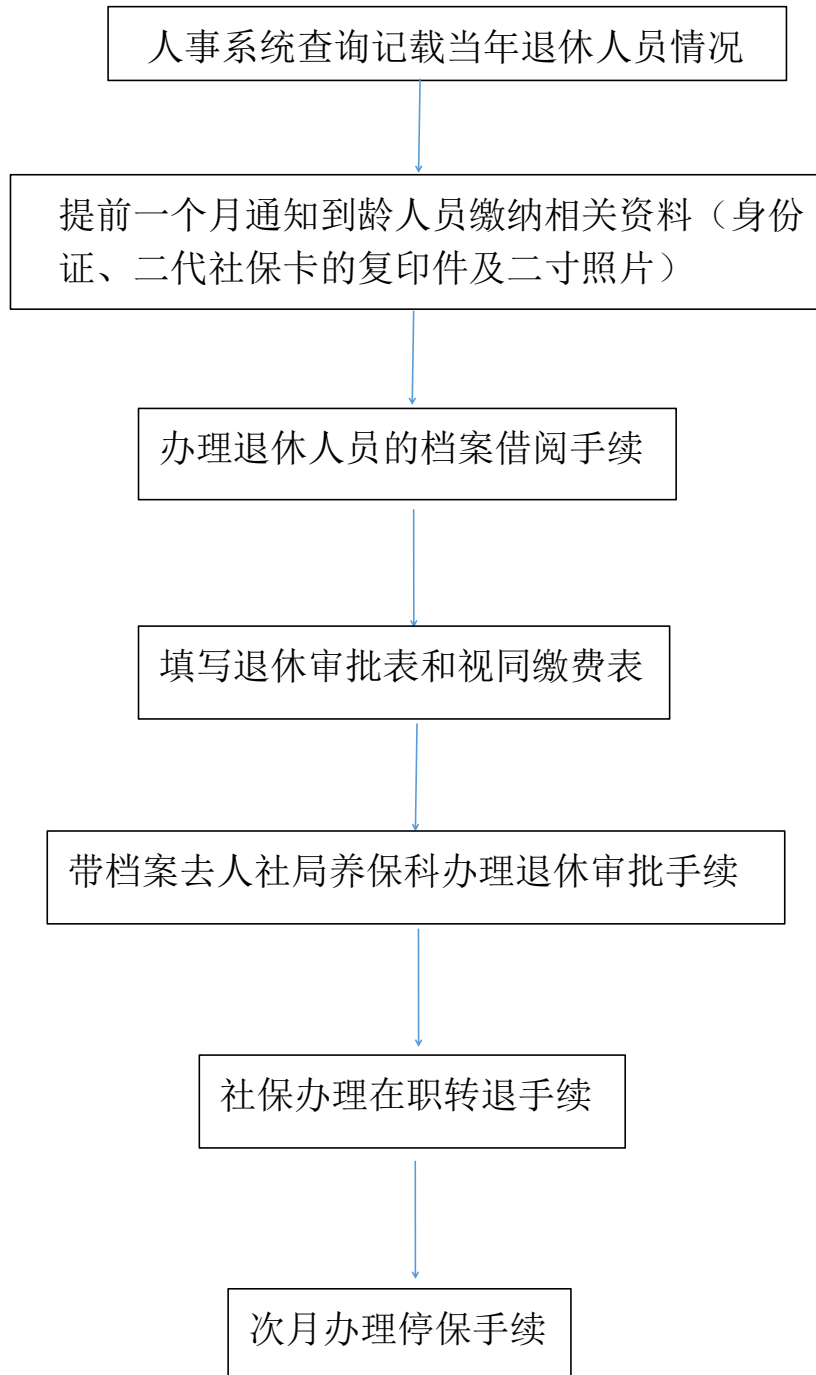 人事系统查询记载当年退休人员情况
提前一个月通知到龄人员缴纳相关资料（身份
证、二代社保卡的复印件及二寸照片）
办理退休人员的档案借阅手续
填写退休审批表和视同缴费表
带档案去人社局养保科办理退休审批手续
社保办理在职转退手续
次月办理停保手续